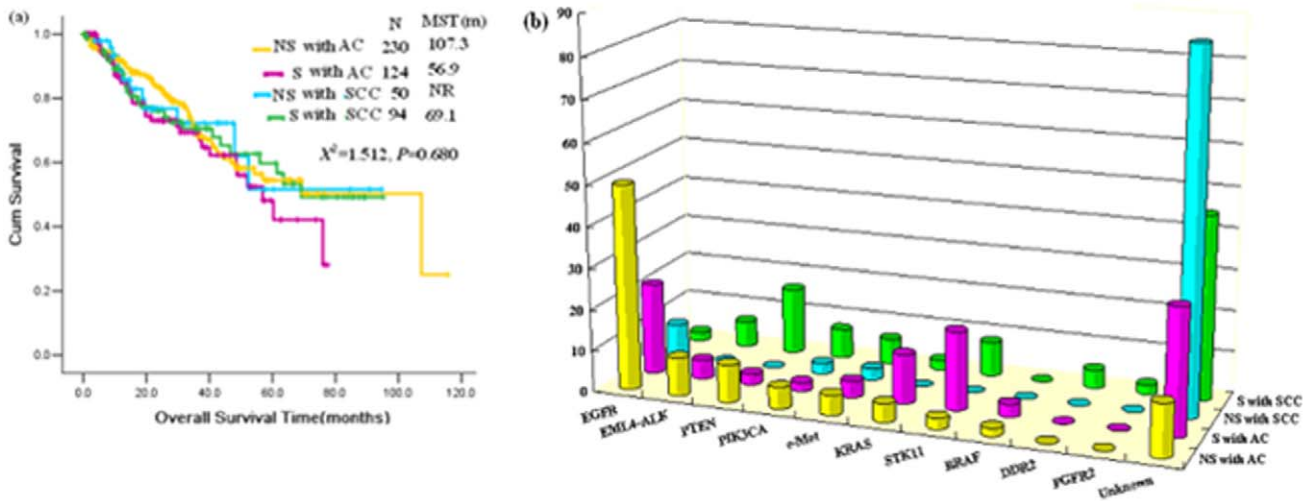 (a)
N MST(m)
NS with AC 230 107.3
S with AC 124 56.9
NS with SCC 50 NR
S with SCC 94 69.1
X²=1.512, P=0.680
Cum Survival
1.0
0.8
0.6
0.4
0.2
0.0
.0 20.0 40.0 60.0 80.0 100.0 120.0
Overall Survival Time(months)
(b)
90
80
70
60
50
40
30
20
10
0
EGFR
EML4-ALK
PTEN
PIK3CA
c-Met
KRAS
STK11
BRAF
DDR2
FGFR2
Unknown
S with SCC
NS with SCC
S with AC
NS with AC